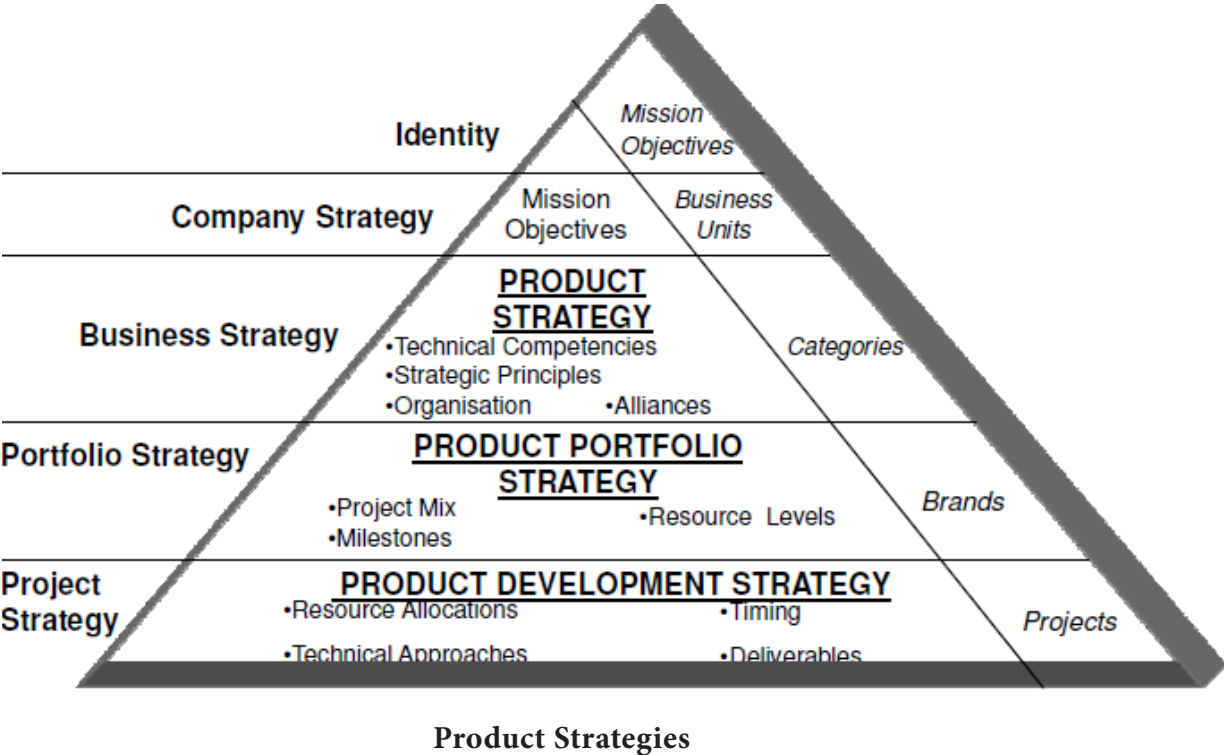 Identity
Mission
Objectives
Company Strategy
Mission
Objectives
Business
Units
Business Strategy
PRODUCT
STRATEGY
•Technical Competencies
•Strategic Principles
•Organisation •Alliances
Categories
Portfolio Strategy
PRODUCT PORTFOLIO
STRATEGY
•Project Mix
•Milestones
•Resource Levels
Brands
Project
Strategy
PRODUCT DEVELOPMENT STRATEGY
•Resource Allocations •Timing
•Technical Approaches •Deliverables
Projects
Product Strategies